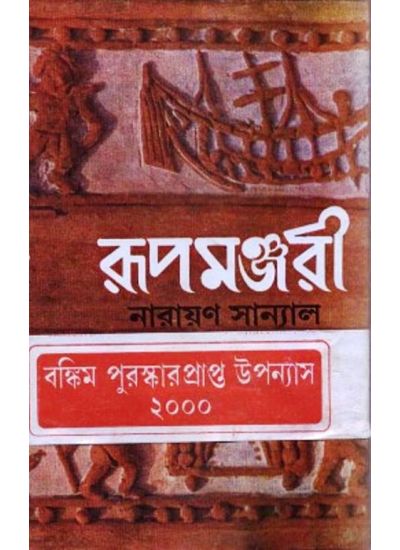 রূপমঞ্জরী
নারায়ণ সান্যাল
বঙ্কিম পুরস্কারপ্রাপ্ত উপন্যাস
২০০০